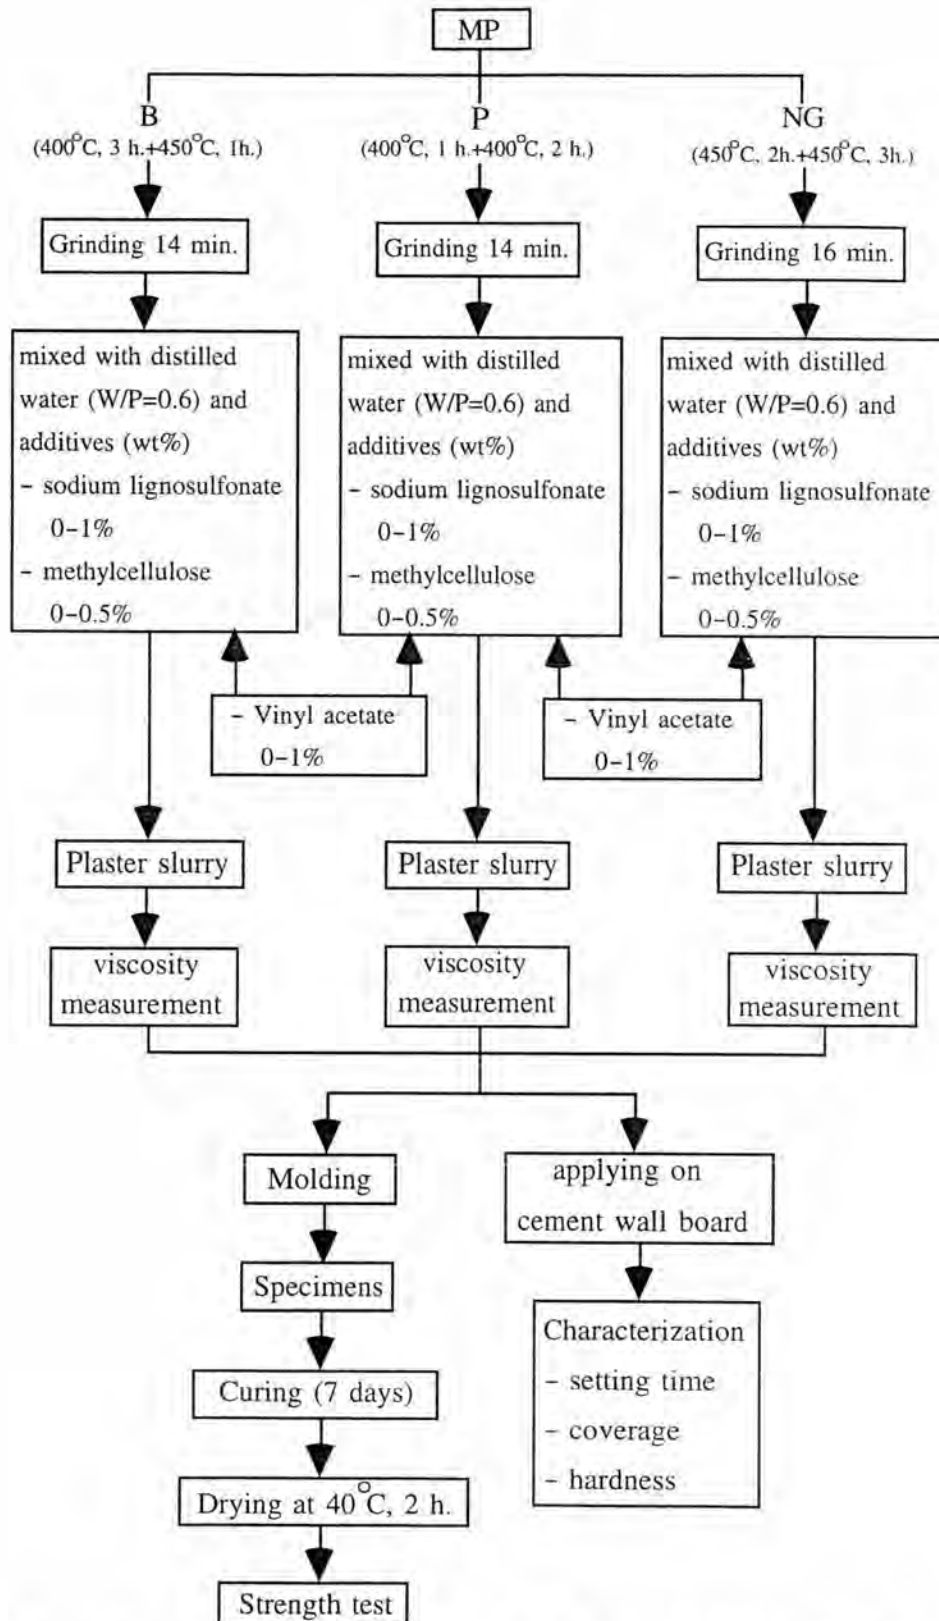 MP
B
(400°C, 3 h.+450°C, 1h.)
P
(400°C, 1 h.+400°C, 2 h.)
NG
(450°C, 2h.+450°C, 3h.)
Grinding 14 min.
Grinding 14 min.
Grinding 16 min.
mixed with distilled
water (W/P=0.6) and
additives (wt%)
- sodium lignosulfonate
0-1%
- methylcellulose
0-0.5%
mixed with distilled
water (W/P=0.6) and
additives (wt%)
- sodium lignosulfonate
0-1%
- methylcellulose
0-0.5%
mixed with distilled
water (W/P=0.6) and
additives (wt%)
- sodium lignosulfonate
0-1%
- methylcellulose
0-0.5%
- Vinyl acetate
0-1%
- Vinyl acetate
0-1%
Plaster slurry
Plaster slurry
Plaster slurry
viscosity
measurement
viscosity
measurement
viscosity
measurement
Molding
Specimens
Curing (7 days)
Drying at 40°C, 2 h.
Strength test
applying on
cement wall board
Characterization
- setting time
- coverage
- hardness